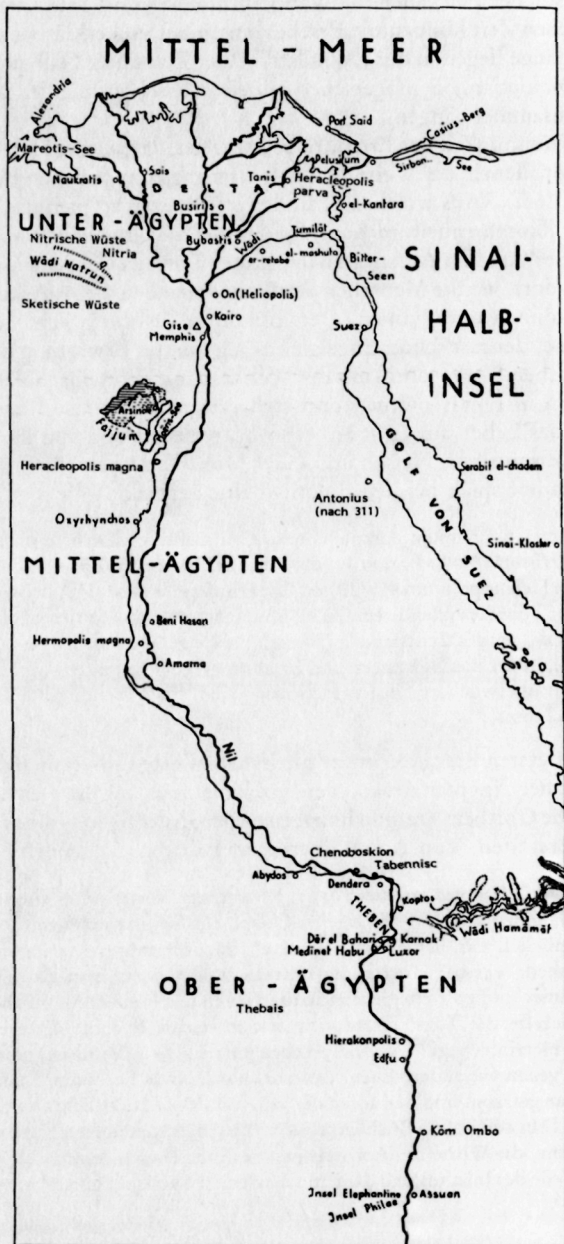 MITTEL-MEER
Alexandria
Port Said
Casius-Berg
Mareotis-See
Pelusium
Sirbon. See
Sais
DELTA
Tanis
Heracleopolis
parva
Naukratis
Busiris
el-Kantara
UNTER-ÄGYPTEN
Bubastis
Wâdi
Tumilât
Nitrische Wüste
Nitria
er-retabe
el-mashuta
Bitter-
Seen
SINAI-
HALB-
INSEL
Wâdi Natrun
Sketische Wüste
On (Heliopolis)
Kairo
Gise
Memphis
Suez
Arsinoe
Faijum
Heracleopolis magna
GOLF VON SUEZ
Serabit el-chadem
Antonius
(nach 311)
Oxyrhynchos
Sinai-Kloster
MITTEL-ÄGYPTEN
Beni Hasan
Hermopolis magna
Amarna
Nil
Chenoboskion
Tabennisc
Abydos
Dendera
Koptos
THEBEN
Wâdi Hamâmât
Dêr el Bahari
Karnak
Medinet Habu
Luxor
OBER-ÄGYPTEN
Thebais
Hierakonpolis
Edfu
Kôm Ombo
Insel Elephantine
Assuan
Insel Philae